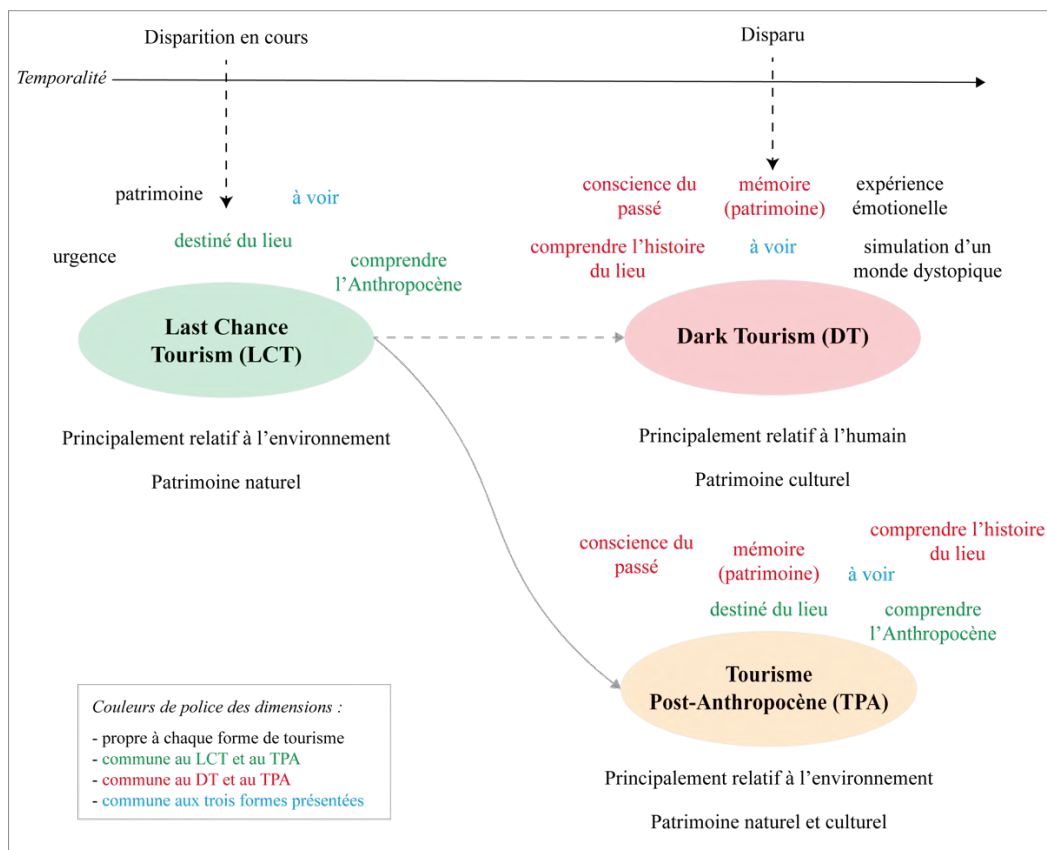 Disparition en cours
Disparu
Temporalité
patrimoine
à voir
urgence
destiné du lieu
comprendre
l’Anthropocène
Last Chance
Tourism (LCT)
Principalement relatif à l’environnement
Patrimoine naturel
conscience du
passé
mémoire
(patrimoine)
expérience
émotionelle
comprendre l’histoire
du lieu
à voir
simulation d’un
monde dystopique
Dark Tourism (DT)
Principalement relatif à l’humain
Patrimoine culturel
conscience du
passé
mémoire
(patrimoine)
à voir
comprendre l’histoire
du lieu
destiné du lieu
comprendre
l’Anthropocène
Tourisme
Post-Anthropocène (TPA)
Principalement relatif à l’environnement
Patrimoine naturel et culturel
Couleurs de police des dimensions :
- propre à chaque forme de tourisme
- commune au LCT et au TPA
- commune au DT et au TPA
- commune aux trois formes présentées